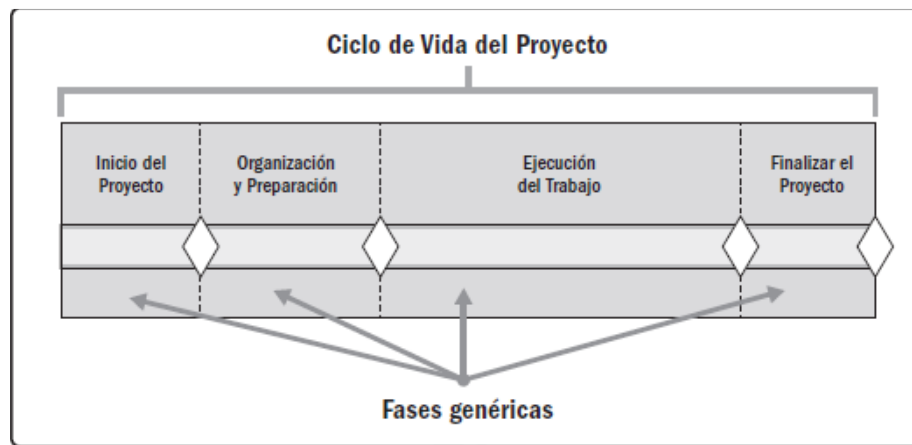 Ciclo de Vida del Proyecto
Inicio del
Proyecto
Organización
y Preparación
Ejecución
del Trabajo
Finalizar el
Proyecto
Fases genéricas